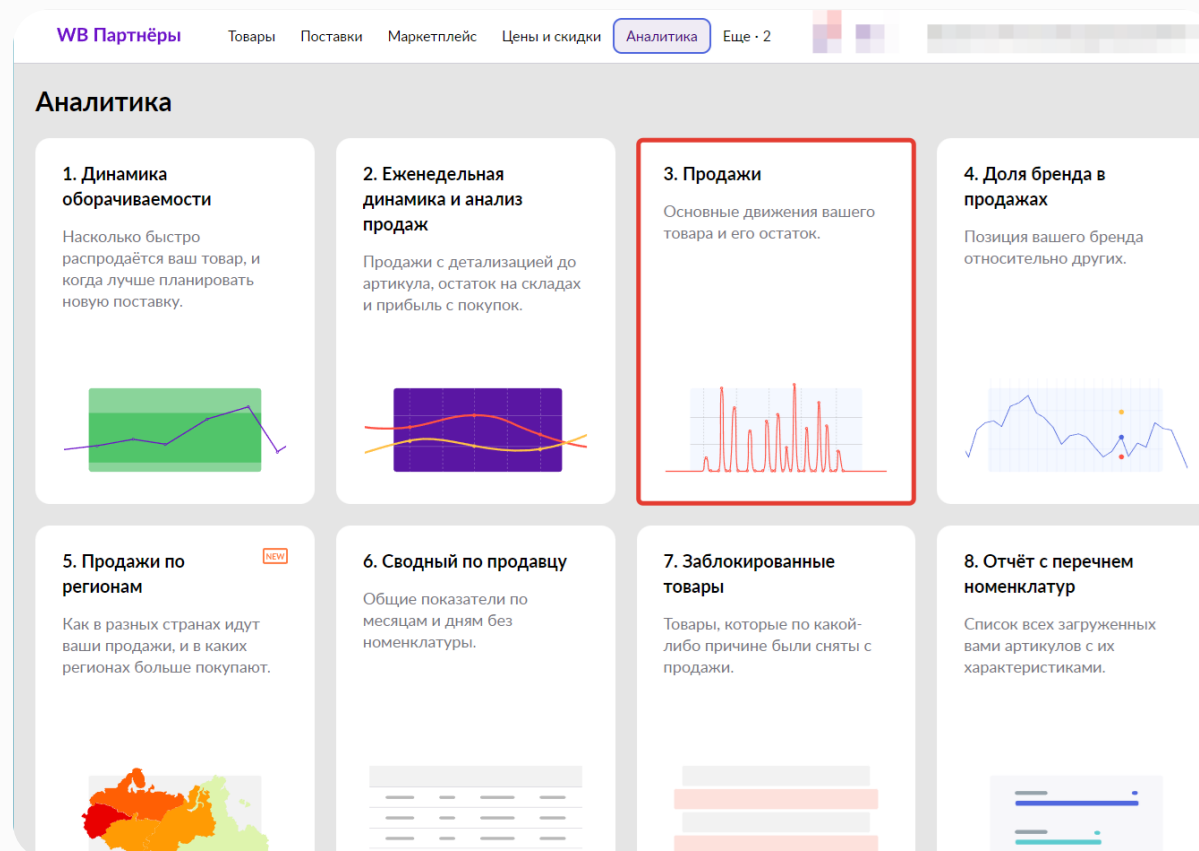 WB Партнёры Товары Поставки Маркетплейс Цены и скидки Аналитика Еще · 2
Аналитика
1. Динамика
оборачиваемости
Насколько быстро
распродаётся ваш товар, и
когда лучше планировать
новую поставку.
2. Еженедельная
динамика и анализ
продаж
Продажи с детализацией до
артикула, остаток на складах
и прибыль с покупок.
3. Продажи
Основные движения вашего
товара и его остаток.
4. Доля бренда в
продажах
Позиция вашего бренда
относительно других.
5. Продажи по
регионам
NEW
Как в разных странах идут
ваши продажи, и в каких
регионах больше покупают.
6. Сводный по продавцу
Общие показатели по
месяцам и дням без
номенклатуры.
7. Заблокированные
товары
Товары, которые по какой-
либо причине были сняты с
продажи.
8. Отчёт с перечнем
номенклатур
Список всех загруженных
вами артикулов с их
характеристиками.